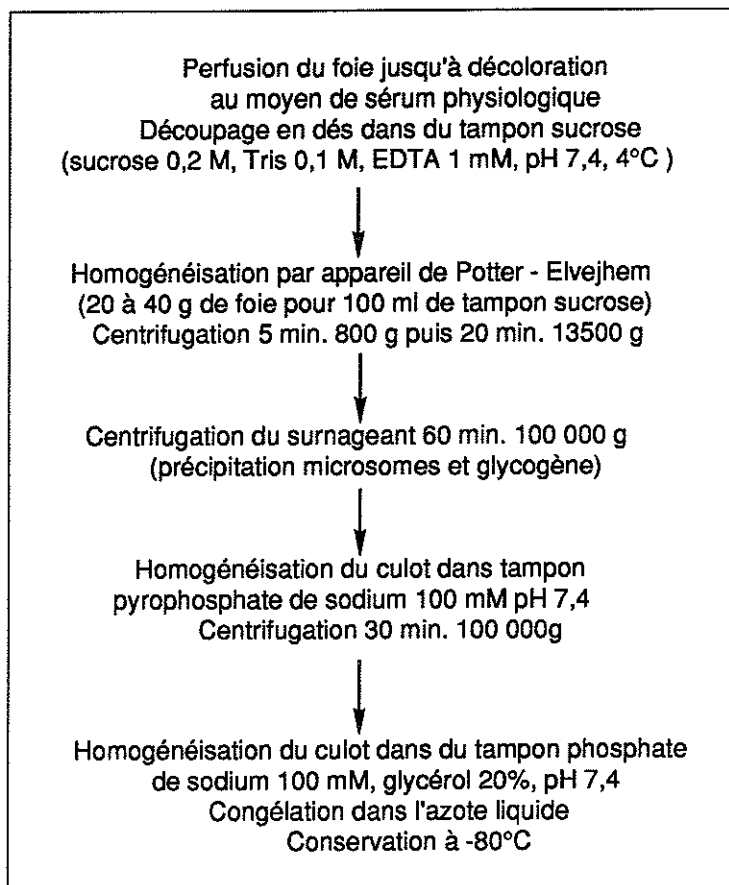 Perfusion du foie jusqu'à décoloration
au moyen de sérum physiologique
Découpage en dés dans du tampon sucrose
(sucrose 0,2 M, Tris 0,1 M, EDTA 1 mM, pH 7,4, 4°C )
Homogénéisation par appareil de Potter - Elvejhem
(20 à 40 g de foie pour 100 ml de tampon sucrose)
Centrifugation 5 min. 800 g puis 20 min. 13500 g
Centrifugation du surnageant 60 min. 100 000 g
(précipitation microsomes et glycogène)
Homogénéisation du culot dans tampon
pyrophosphate de sodium 100 mM pH 7,4
Centrifugation 30 min. 100 000g
Homogénéisation du culot dans du tampon phosphate
de sodium 100 mM, glycérol 20%, pH 7,4
Congélation dans l'azote liquide
Conservation à -80°C